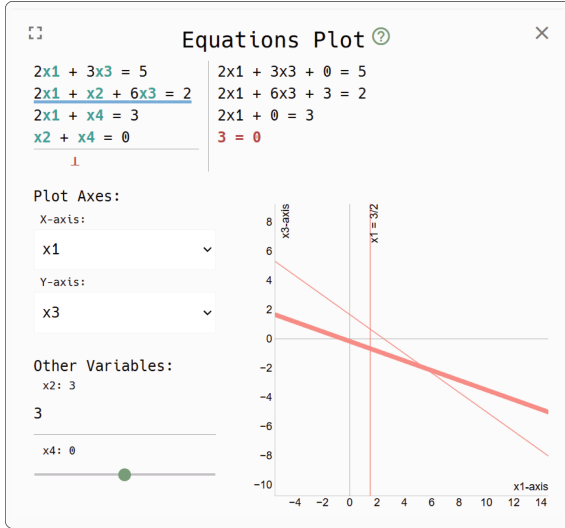 Equations Plot ?
2x1 + 3x3 = 5
2x1 + x2 + 6x3 = 2
2x1 + x4 = 3
x2 + x4 = 0
⊥
2x1 + 3x3 + 0 = 5
2x1 + 6x3 + 3 = 2
2x1 + 0 = 3
3 = 0
Plot Axes:
X-axis:
x1
Y-axis:
x3
Other Variables:
x2: 3
3
x4: 0
x3-axis
x1 = 3/2
8
6
4
2
0
−2
−4
−6
−8
−10
x1-axis
−4 −2 0 2 4 6 8 10 12 14